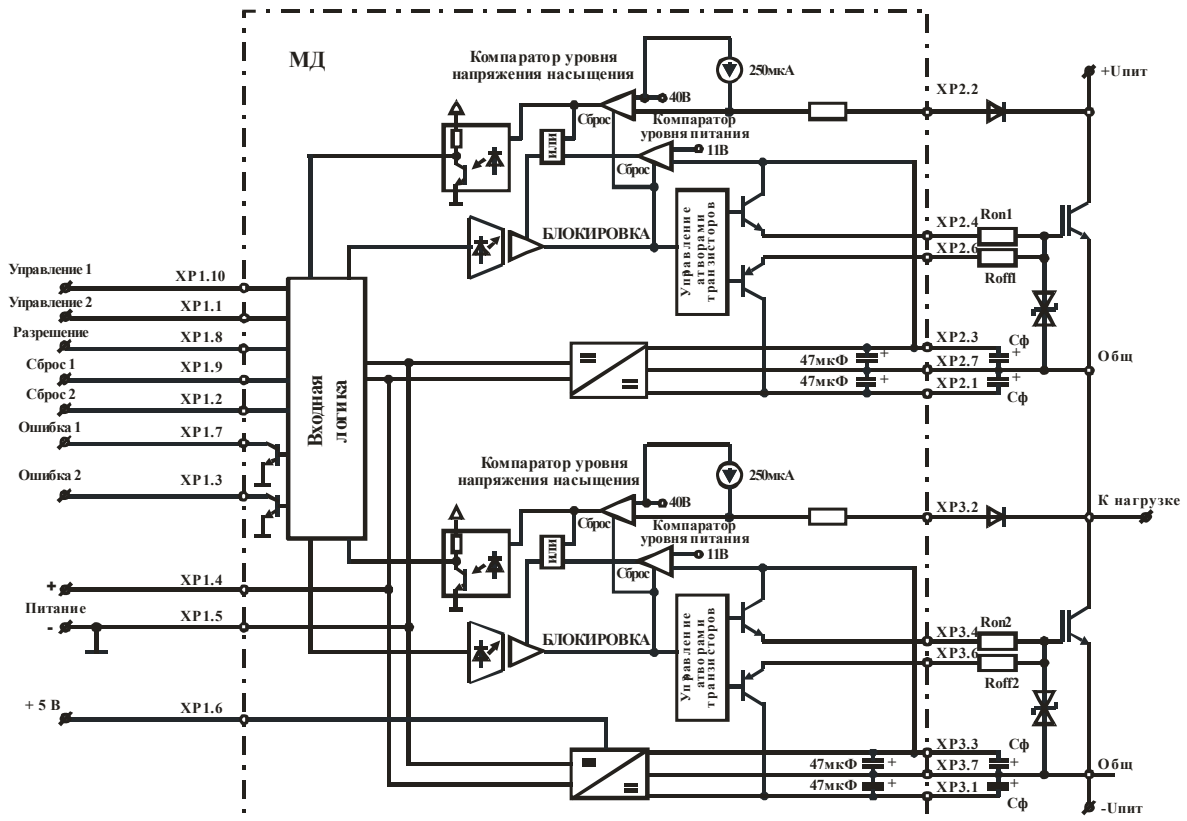 МД
Компаратор уровня
напряжения насыщения
250мкА
40В
Сброс
Компаратор
уровня питания
11В
Сброс
или
БЛОКИРОВКА
Управление
атворами
транзисторов
XP2.2
+Uпит
XP2.4
Ron1
XP2.6
Roff1
XP2.3
Сф
+
47мкФ
+
XP2.7
Общ
47мкФ
+
XP2.1
+
Сф
Управление 1
XP1.10
Управление 2
XP1.1
Разрешение
XP1.8
Сброс 1
XP1.9
Сброс 2
XP1.2
Ошибка 1
XP1.7
Ошибка 2
XP1.3
Входная
логика
+
XP1.4
Питание
-
XP1.5
+ 5 В
XP1.6
Компаратор уровня
напряжения насыщения
250мкА
40В
Сброс
Компаратор
уровня питания
11В
Сброс
или
БЛОКИРОВКА
Управление
атворами
транзисторов
XP3.2
К нагрузке
XP3.4
Ron2
XP3.6
Roff2
XP3.3
Сф
+
47мкФ
+
XP3.7
Общ
47мкФ
+
XP3.1
+
Сф
-Uпит